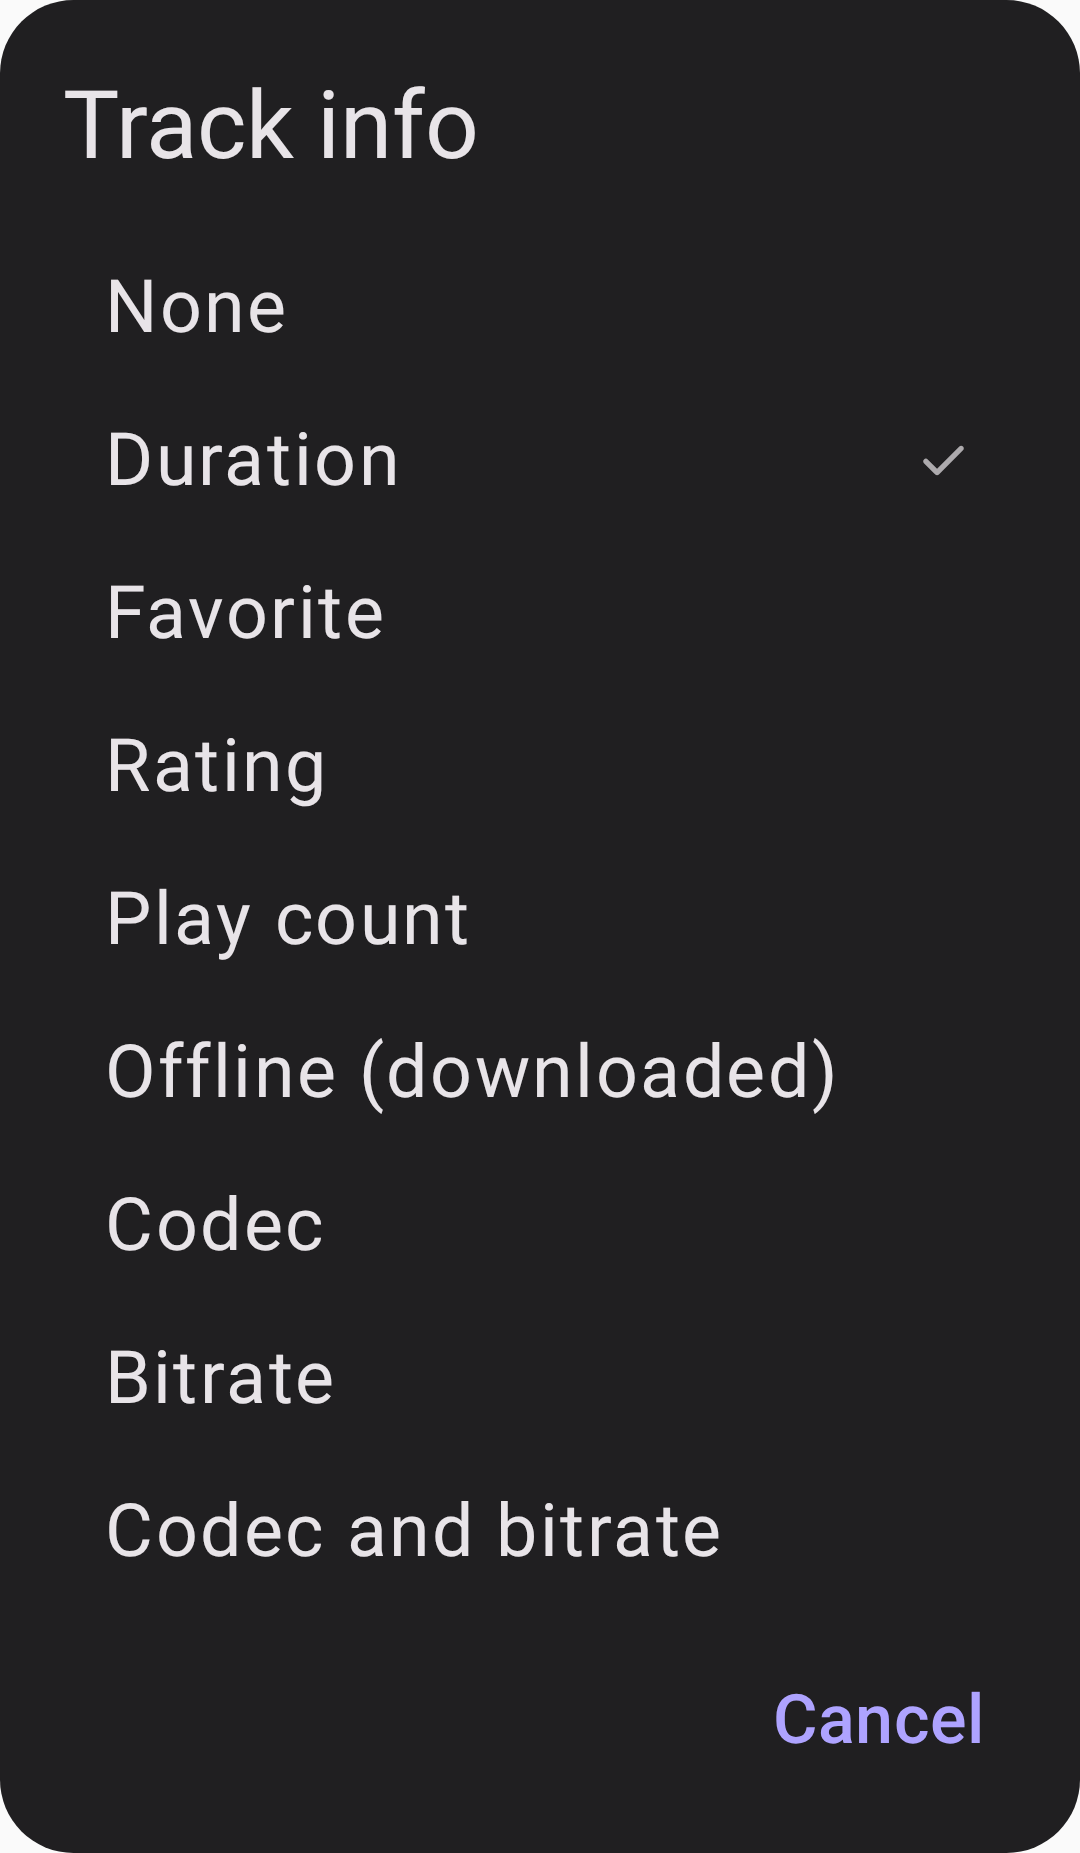 Track info
None
Duration
Favorite
Rating
Play count
Offline (downloaded)
Codec
Bitrate
Codec and bitrate
Cancel